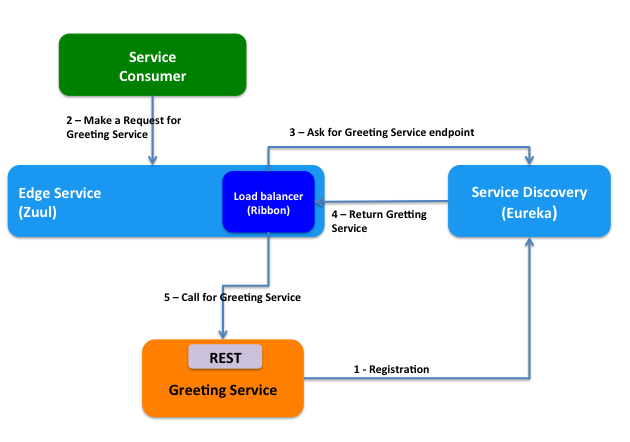 Service
Consumer
2 – Make a Request for
Greeting Service
3 – Ask for Greeting Service endpoint
Edge Service
(Zuul)
Load balancer
(Ribbon)
Service Discovery
(Eureka)
4 – Return Gretting
Service
5 – Call for Greeting Service
REST
Greeting Service
1 - Registration